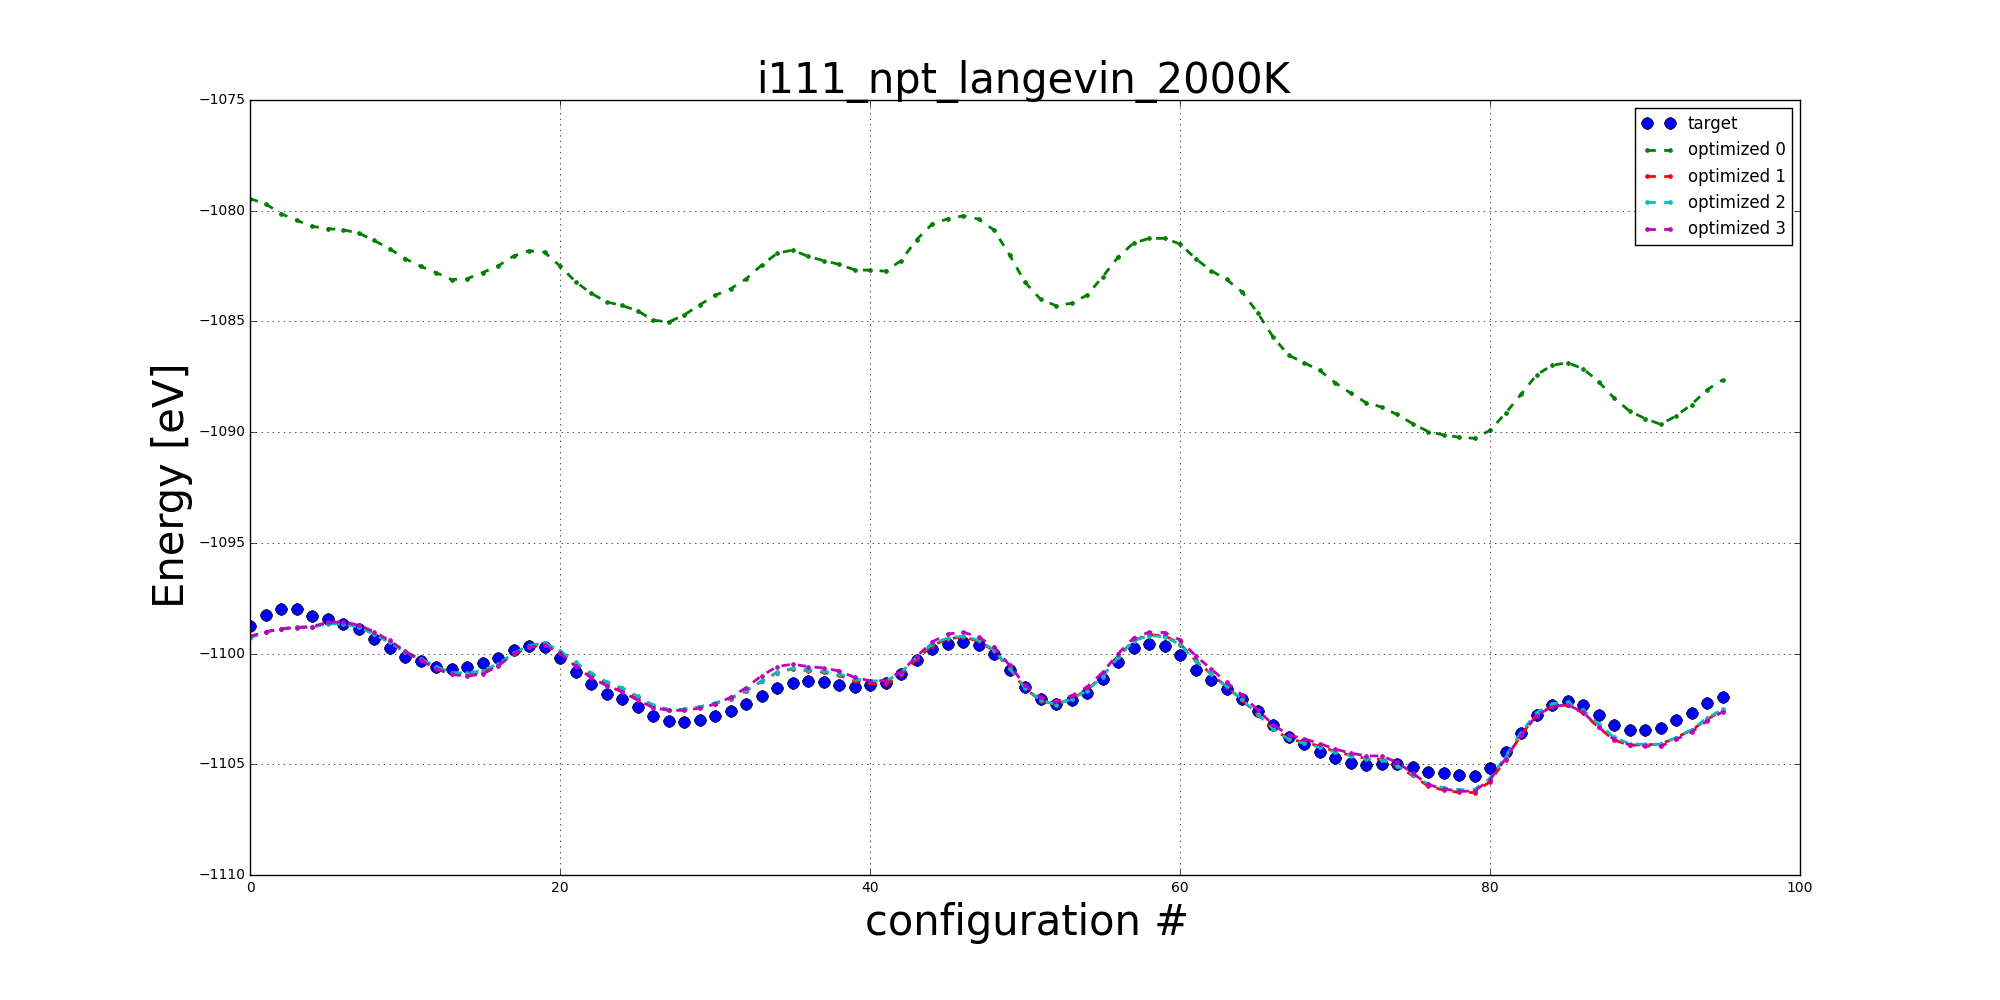 i111_npt_langevin_2000K
−1075
−1080
−1085
−1090
−1095
−1100
−1105
−1110
Energy [eV]
target
optimized 0
optimized 1
optimized 2
optimized 3
0 20 40 60 80 100
configuration #